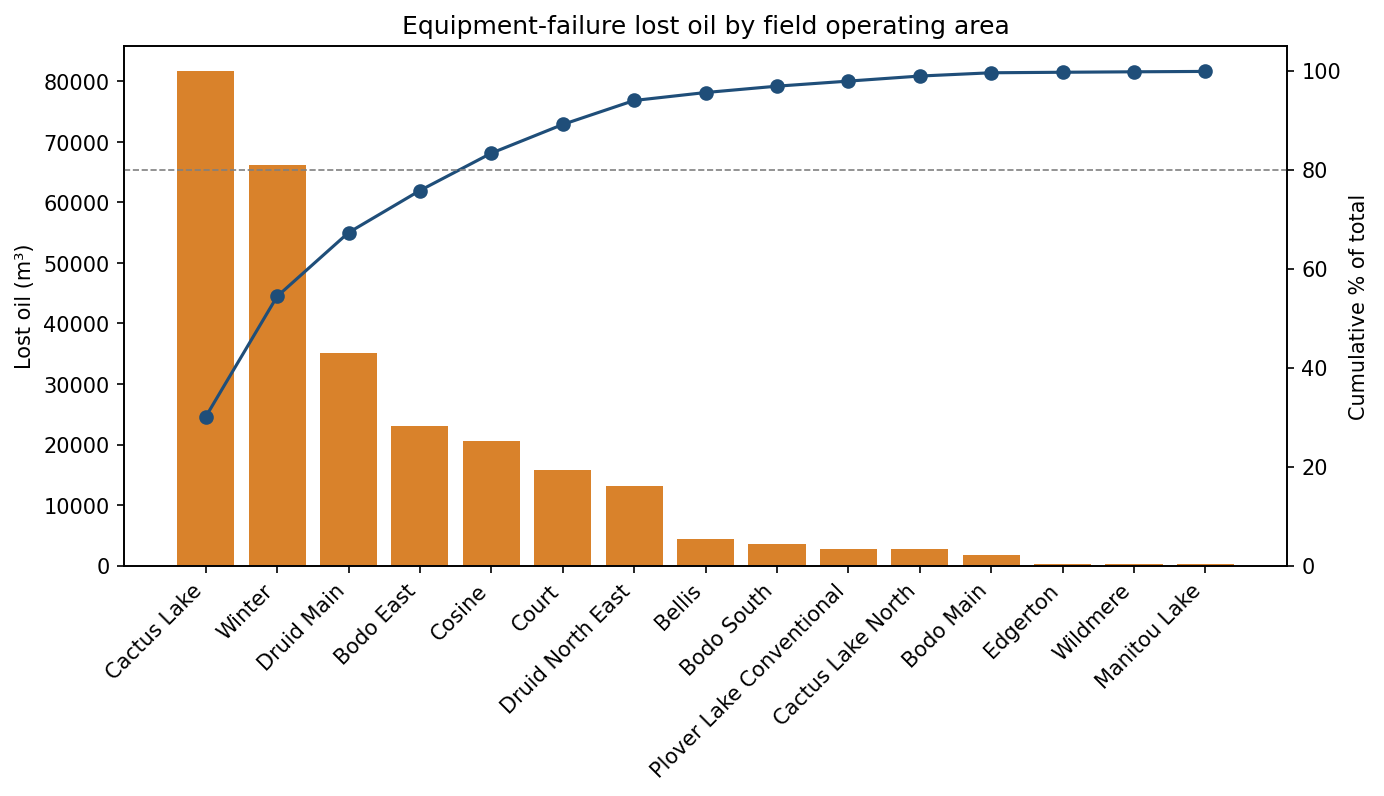 Equipment-failure lost oil by field operating area
Lost oil (m³)
80000
70000
60000
50000
40000
30000
20000
10000
0
100
80
60
40
20
0
Cumulative % of total
Cactus Lake
Winter
Druid Main
Bodo East
Cosine
Court
Druid North East
Bellis
Bodo South
Plover Lake Conventional
Cactus Lake North
Bodo Main
Edgerton
Wildmere
Manitou Lake